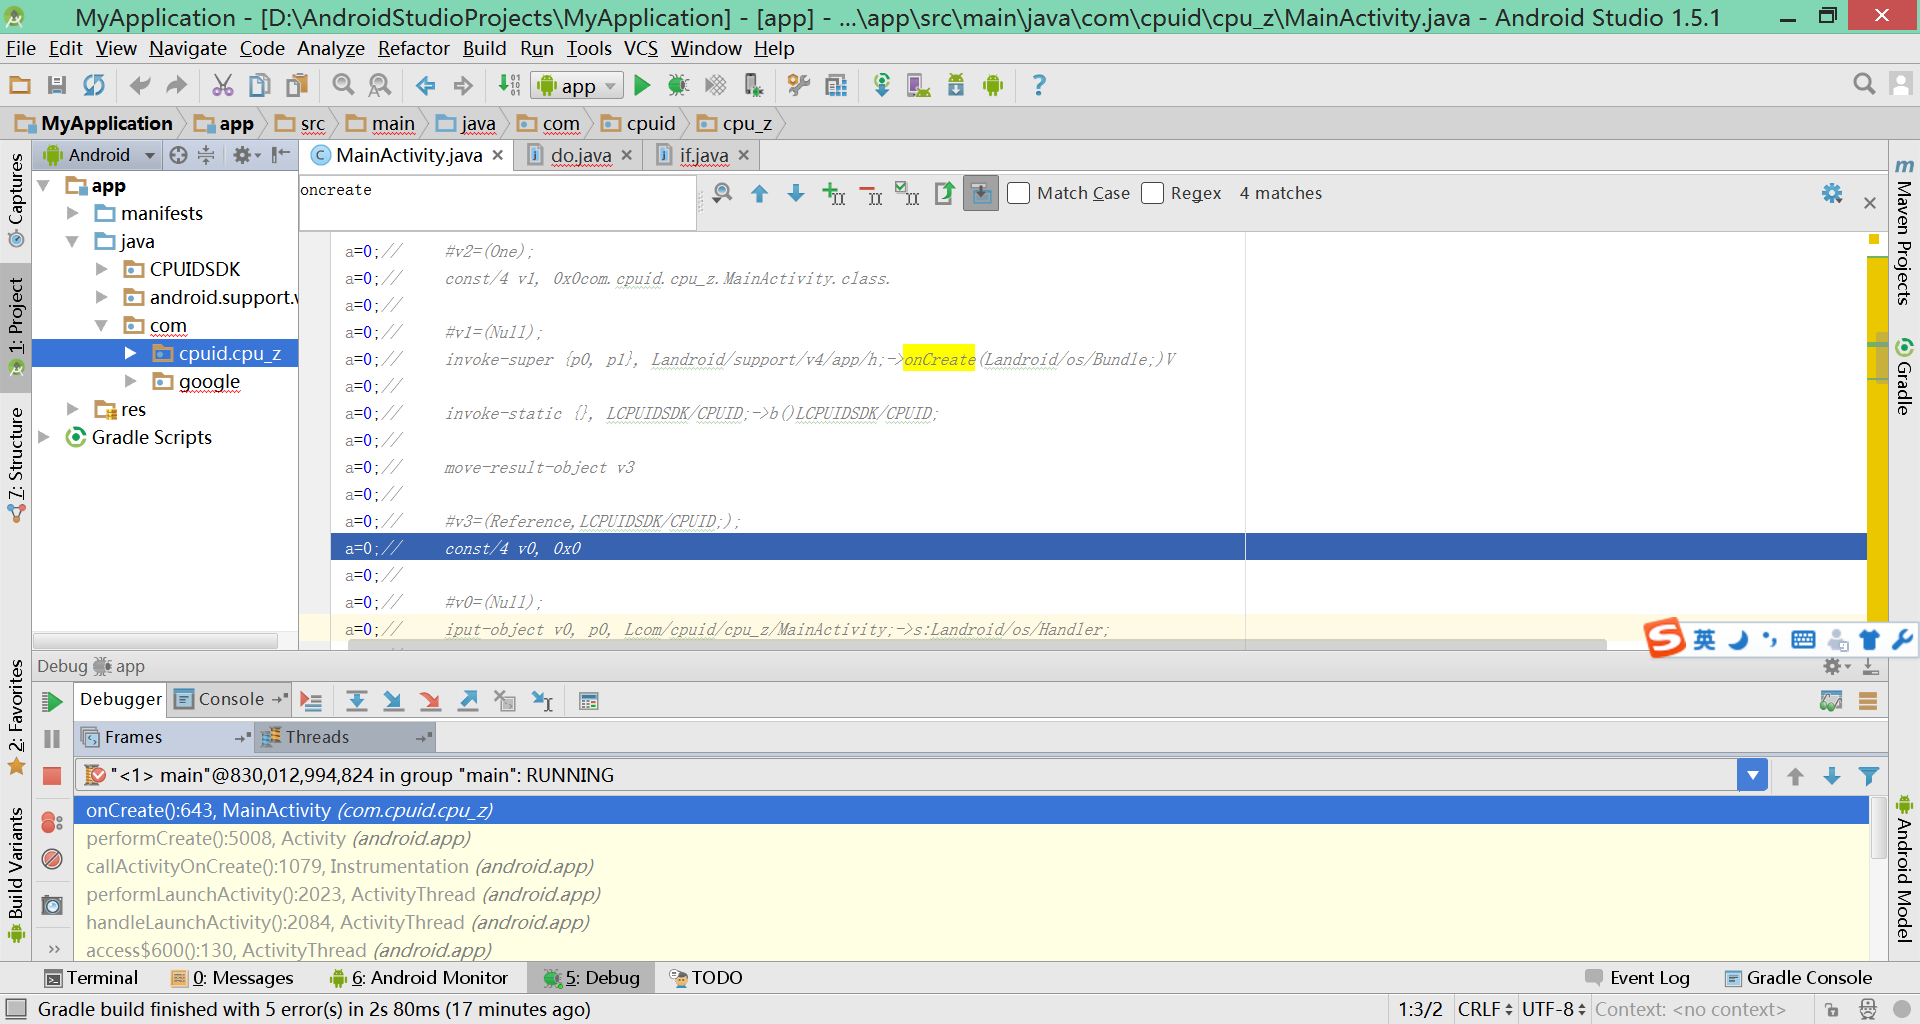 MyApplication - [D:\AndroidStudioProjects\MyApplication] - [app] - ...\app\src\main\java\com\cpuid\cpu_z\MainActivity.java - Android Studio 1.5.1
File Edit View Navigate Code Analyze Refactor Build Run Tools VCS Window Help
app
MyApplication app src main java com cpuid cpu_z
Android
MainActivity.java do.java if.java
oncreate
Match Case Regex 4 matches
app
manifests
java
CPUIDSDK
android.support.v
com
cpuid.cpu_z
google
res
Gradle Scripts
a=0;// #v2=(One);
a=0;// const/4 v1, 0x0com.cpuid.cpu_z.MainActivity.class.
a=0;//
a=0;// #v1=(Null);
a=0;// invoke-super {p0, p1}, Landroid/support/v4/app/h;->onCreate(Landroid/os/Bundle;)V
a=0;//
a=0;// invoke-static {}, LCPUIDSDK/CPUID;->b()LCPUIDSDK/CPUID;
a=0;//
a=0;// move-result-object v3
a=0;//
a=0;// #v3=(Reference,LCPUIDSDK/CPUID;);
a=0;// const/4 v0, 0x0
a=0;//
a=0;// #v0=(Null);
a=0;// iput-object v0, p0, Lcom/cpuid/cpu_z/MainActivity;->s:Landroid/os/Handler;
Captures
1: Project
7: Structure
2: Favorites
Build Variants
m Maven Projects
Gradle
Android Model
S 英
Debug app
Debugger Console
Frames Threads
"<1> main"@830,012,994,824 in group "main": RUNNING
onCreate():643, MainActivity (com.cpuid.cpu_z)
performCreate():5008, Activity (android.app)
callActivityOnCreate():1079, Instrumentation (android.app)
performLaunchActivity():2023, ActivityThread (android.app)
handleLaunchActivity():2084, ActivityThread (android.app)
access$600():130, ActivityThread (android.app)
Terminal 0: Messages 6: Android Monitor 5: Debug TODO Event Log Gradle Console
Gradle build finished with 5 error(s) in 2s 80ms (17 minutes ago) 1:3/2 CRLF UTF-8 Context: <no context>